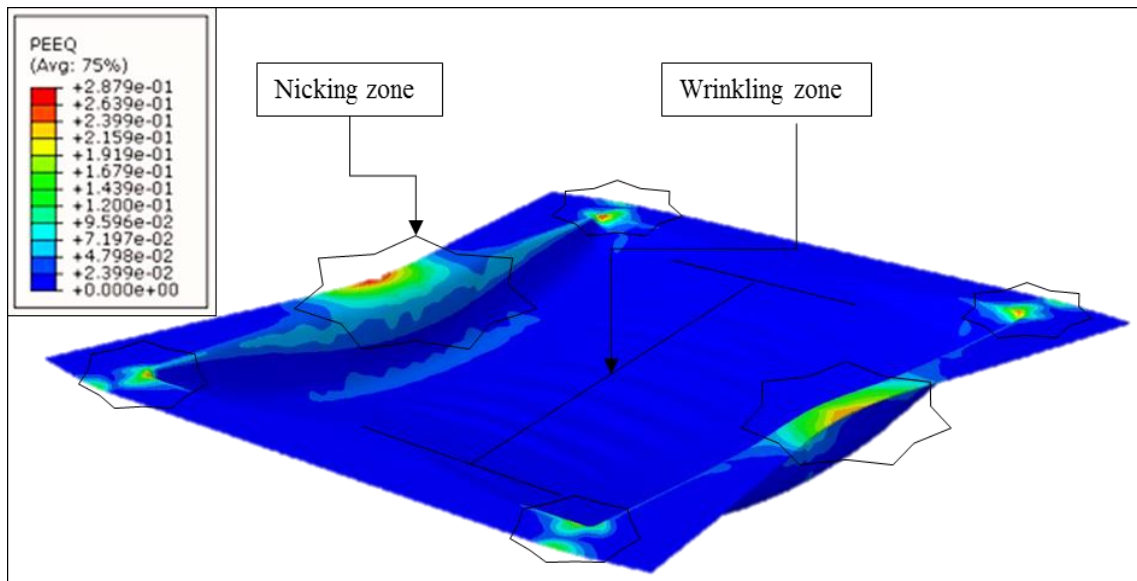 PEEQ
(Avg: 75%)
+2.879e-01
+2.639e-01
+2.399e-01
+2.159e-01
+1.919e-01
+1.679e-01
+1.439e-01
+1.200e-01
+9.596e-02
+7.197e-02
+4.798e-02
+2.399e-02
+0.000e+00
Nicking zone
Wrinkling zone